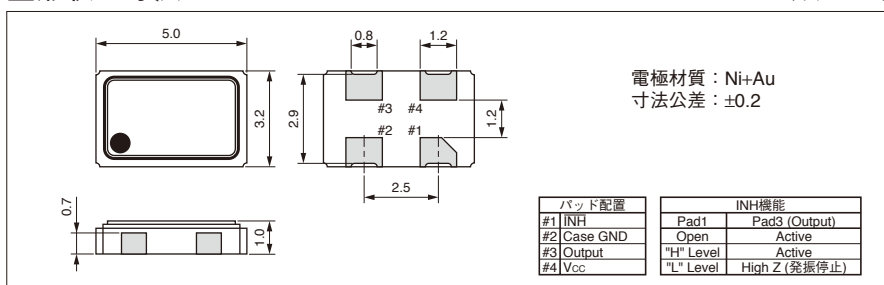 5.0
3.2
0.7
1.0
0.8
1.2
2.9
1.2
#3 #4
#2 #1
2.5
電極材質：Ni+Au
寸法公差：±0.2
パッド配置
#1 INH
#2 Case GND
#3 Output
#4 Vcc
INH機能
Pad1 Pad3 (Output)
Open Active
"H" Level Active
"L" Level High Z (発振停止)